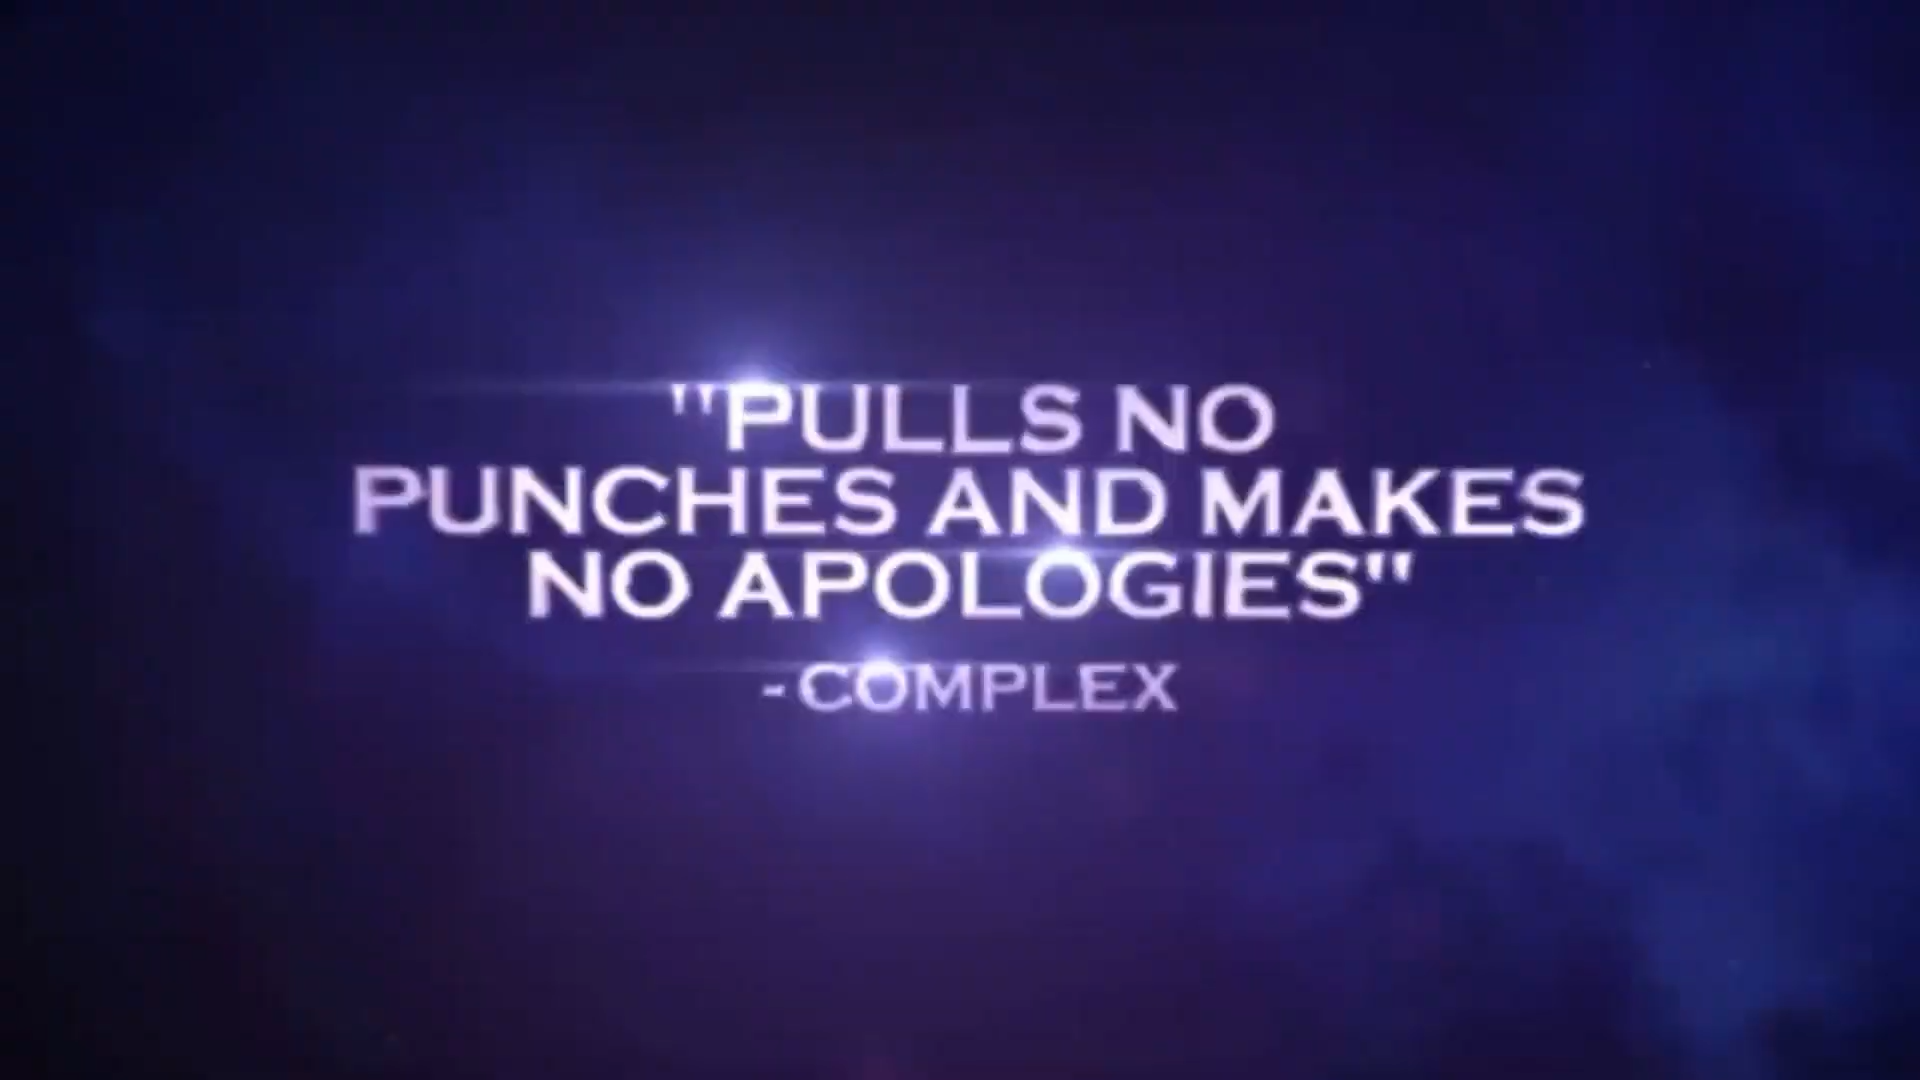 "PULLS NO
PUNCHES AND MAKES
NO APOLOGIES"
-COMPLEX